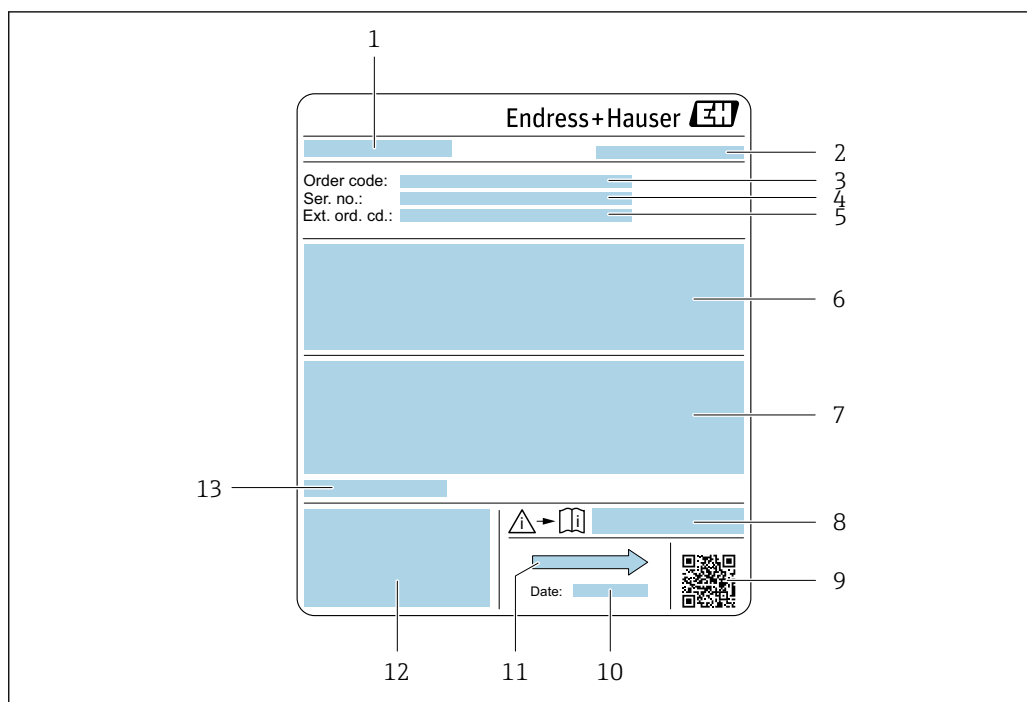 1
Endress+Hauser EH
2
Order code: 3
Ser. no.: 4
Ext. ord. cd.: 5
6
7
13
i i 8
11
9
Date:
12
10